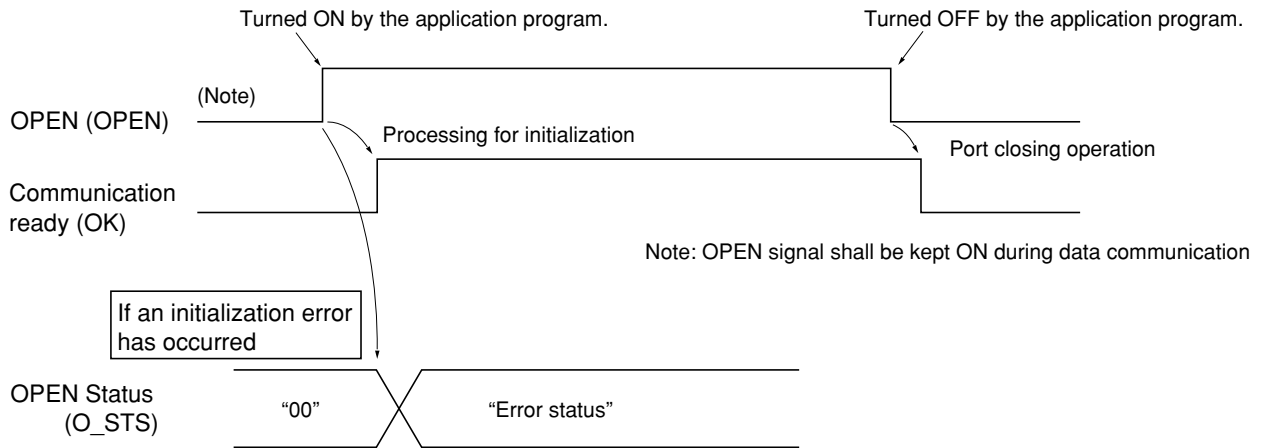 Turned ON by the application program.
Turned OFF by the application program.
(Note)
OPEN (OPEN)
Processing for initialization
Port closing operation
Communication
ready (OK)
Note: OPEN signal shall be kept ON during data communication
If an initialization error
has occurred
OPEN Status
(O_STS)
“00”
“Error status”